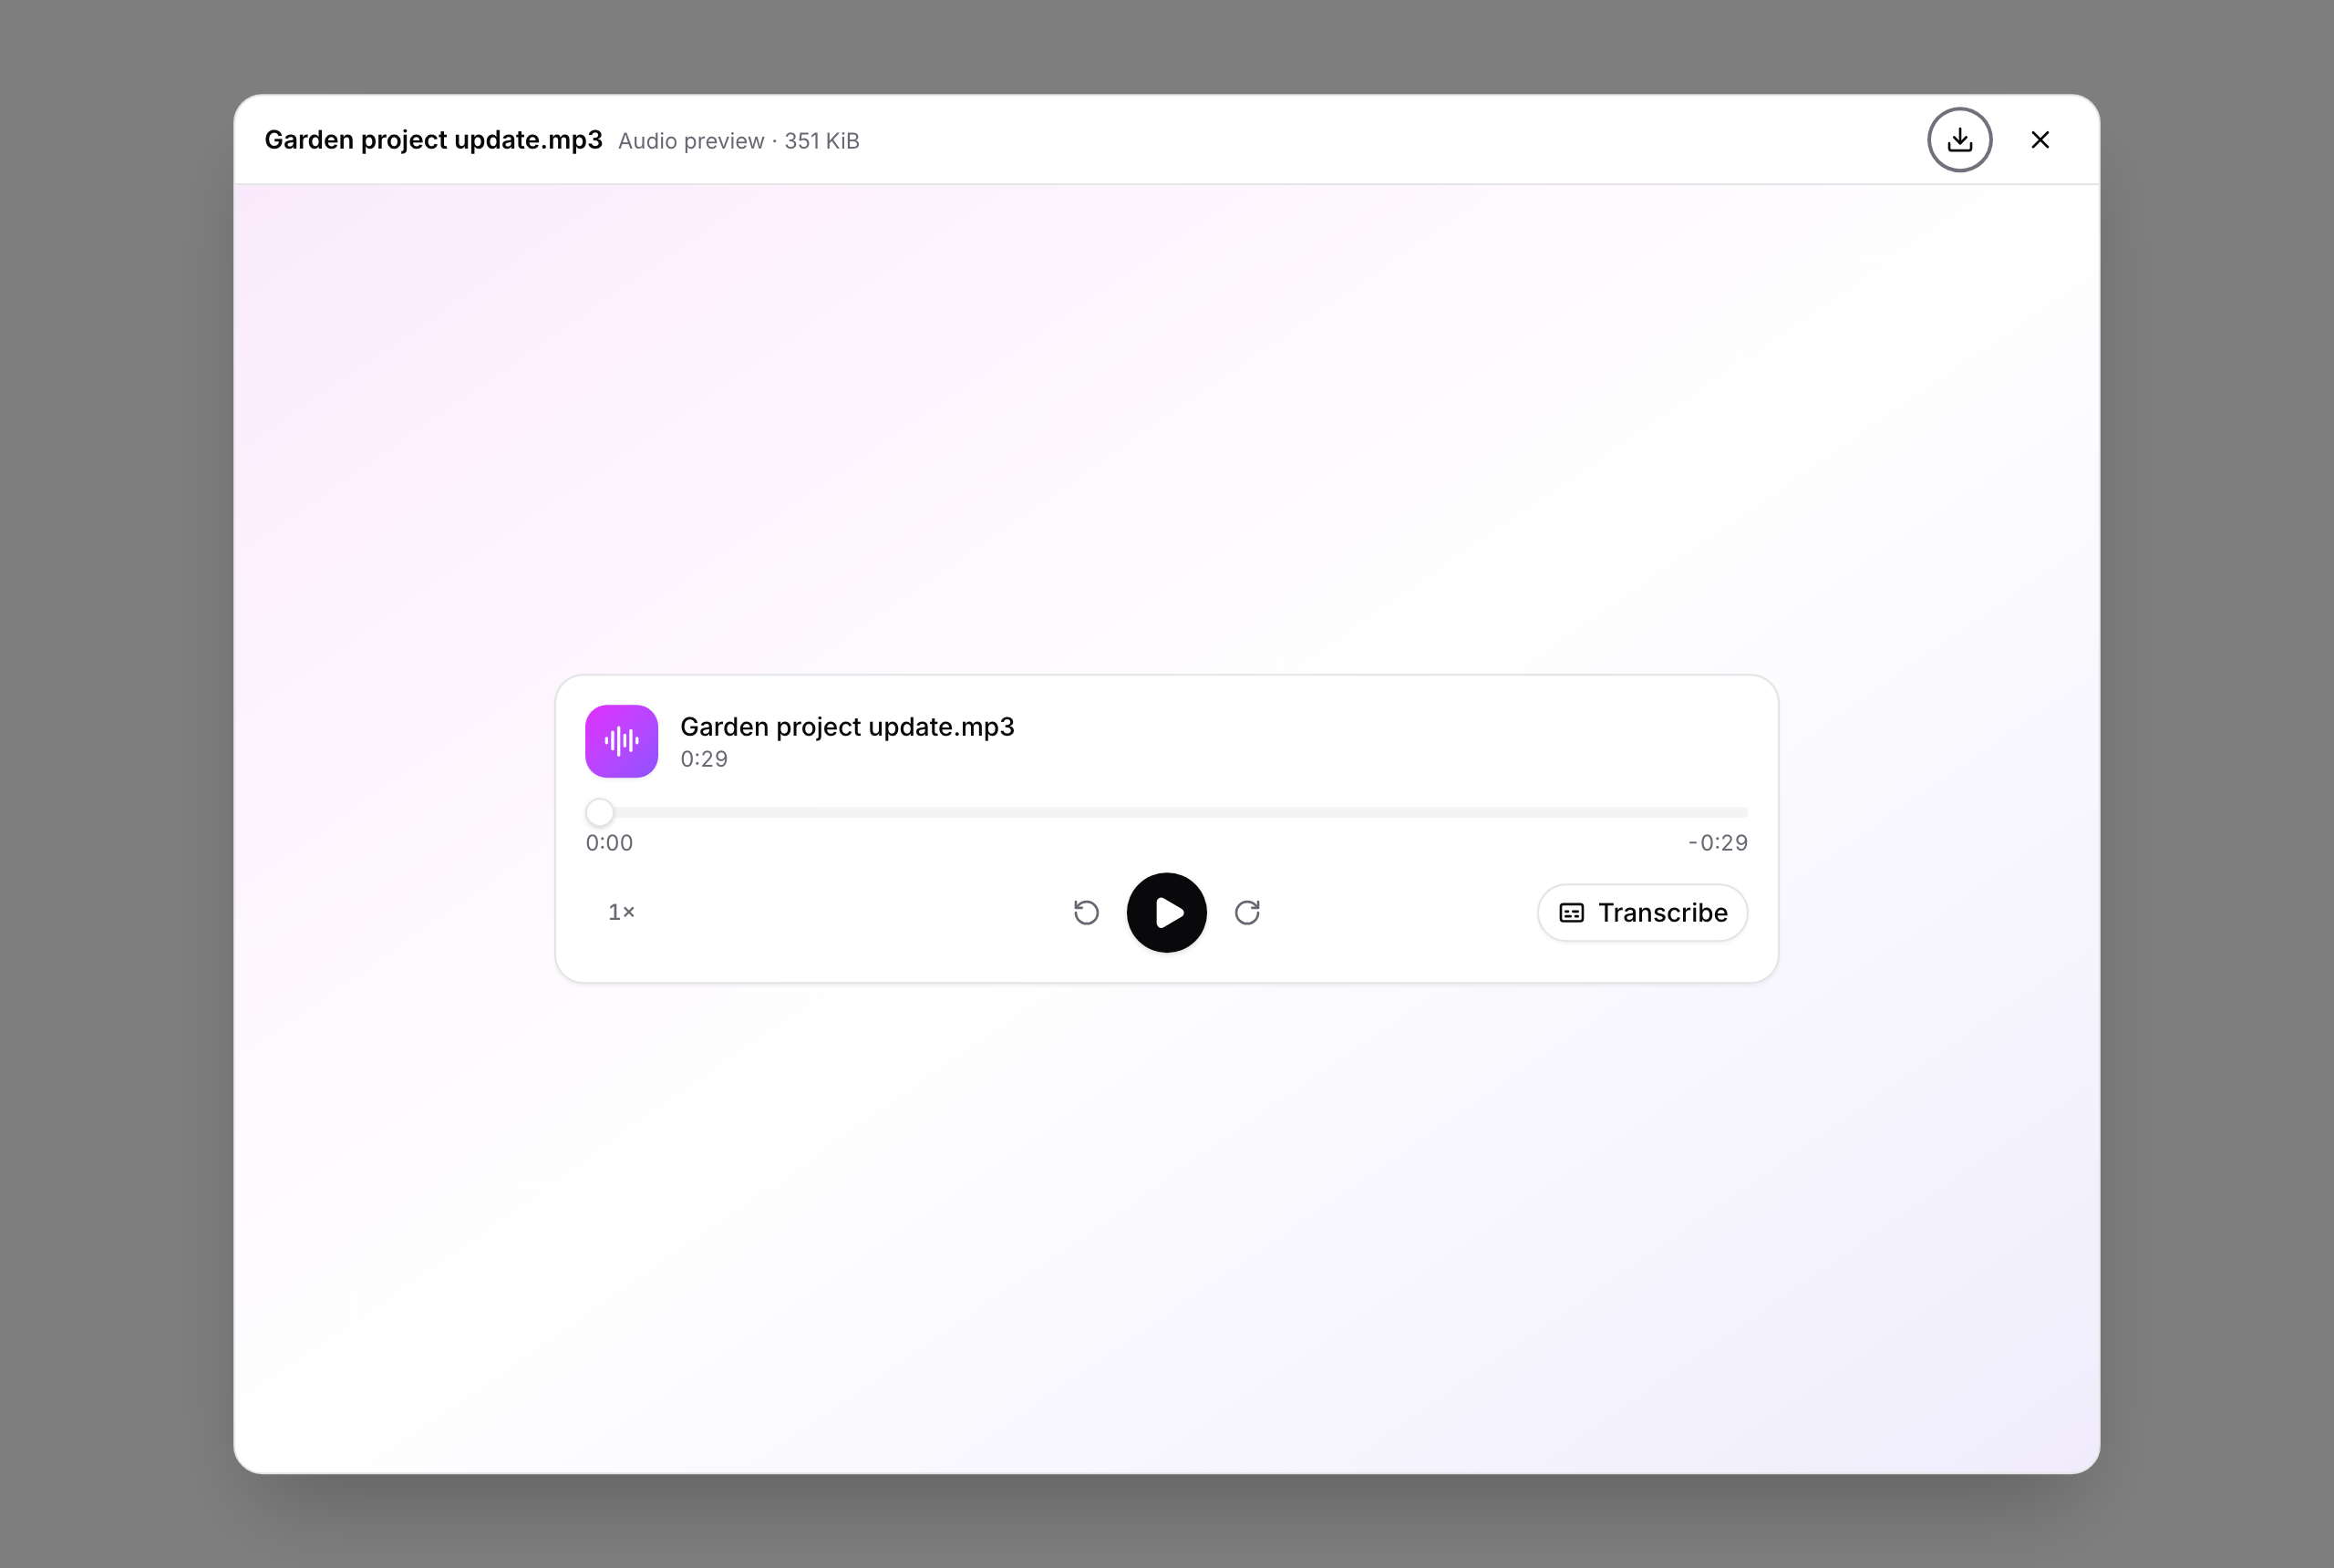 Garden project update.mp3 Audio preview · 351 KiB
Garden project update.mp3
0:29
0:00 -0:29
1× Transcribe